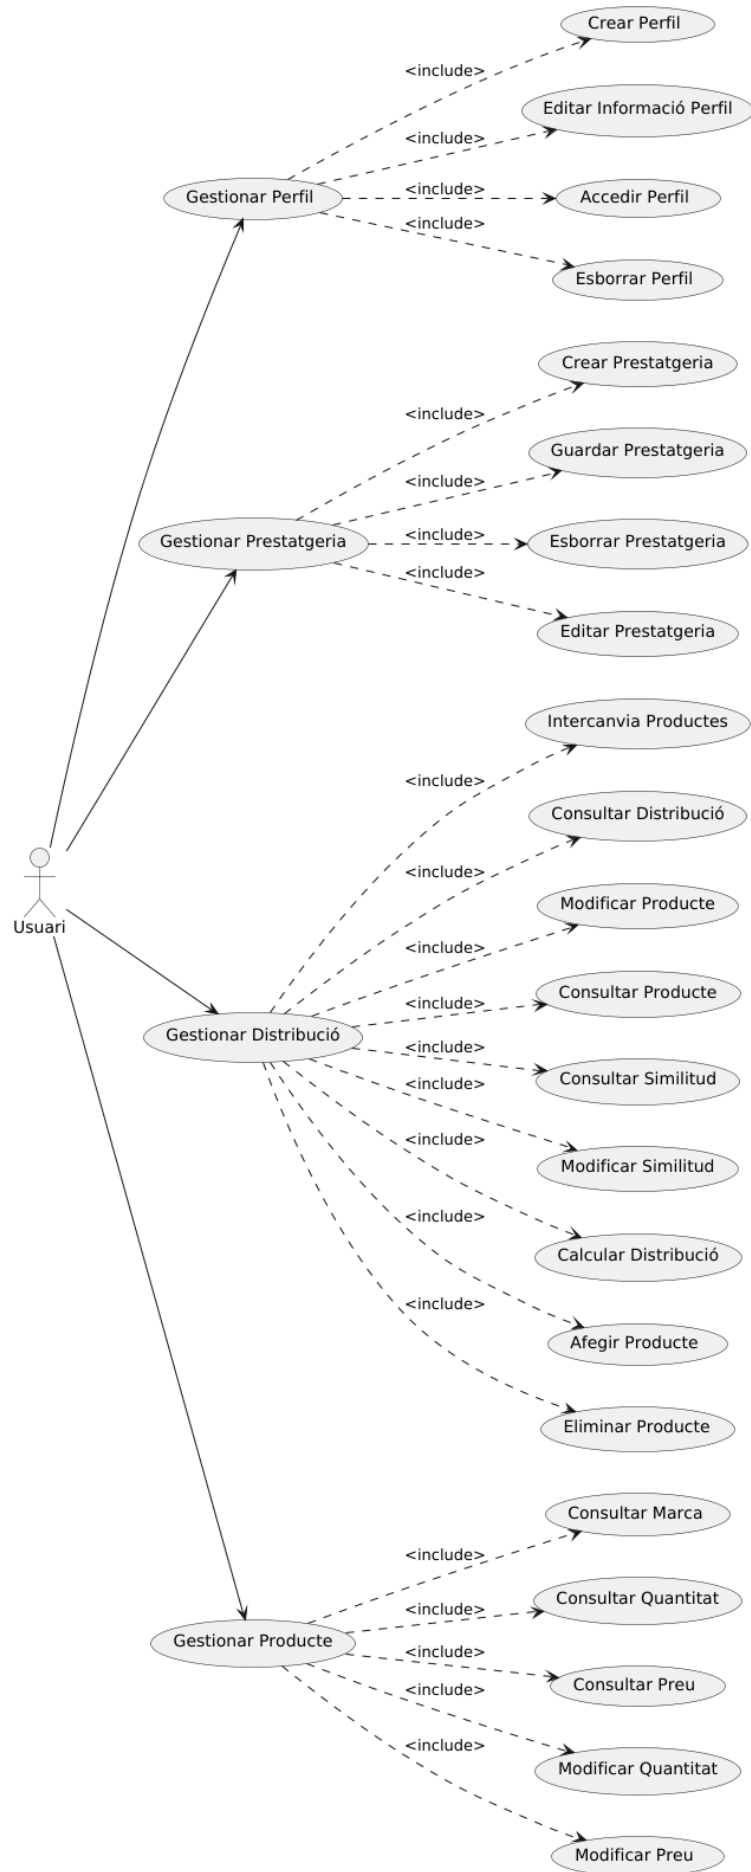 Crear Perfil
<include>
Editar Informació Perfil
<include>
Gestionar Perfil
<include>
Accedir Perfil
<include>
Esborrar Perfil
Crear Prestatgeria
<include>
Guardar Prestatgeria
<include>
Gestionar Prestatgeria
<include>
Esborrar Prestatgeria
<include>
Editar Prestatgeria
Intercanvia Productes
<include>
Consultar Distribució
<include>
Modificar Producte
Usuari
<include>
Consultar Producte
<include>
Gestionar Distribució
<include>
Consultar Similitud
<include>
Modificar Similitud
<include>
Calcular Distribució
<include>
Afegir Producte
<include>
Eliminar Producte
Consultar Marca
<include>
Consultar Quantitat
<include>
Gestionar Producte
<include>
Consultar Preu
<include>
Modificar Quantitat
<include>
Modificar Preu